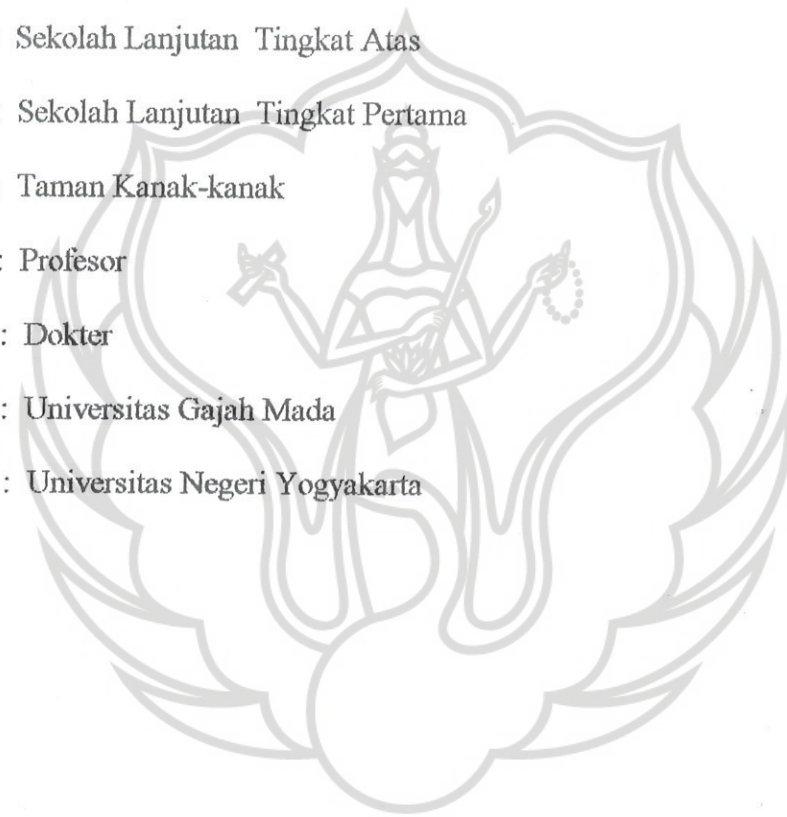 Sekolah Lanjutan Tingkat Atas
Sekolah Lanjutan Tingkat Pertama
Taman Kanak-kanak
: Profesor
: Dokter
: Universitas Gajah Mada
: Universitas Negeri Yogyakarta